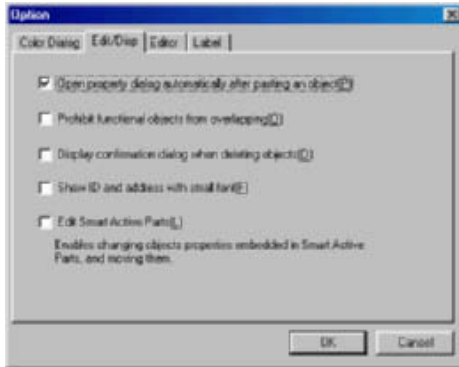 Option
Color Dialog Edit/Disp Editor Label
Open property dialog automatically after pasting an object(P)
Prohibit functional objects from overlapping(O)
Display confirmation dialog when deleting objects(D)
Show ID and address with small font(F)
Edit Smart Active Parts(L)
Enables changing objects properties embedded in Smart Active
Parts, and moving them.
OK Cancel